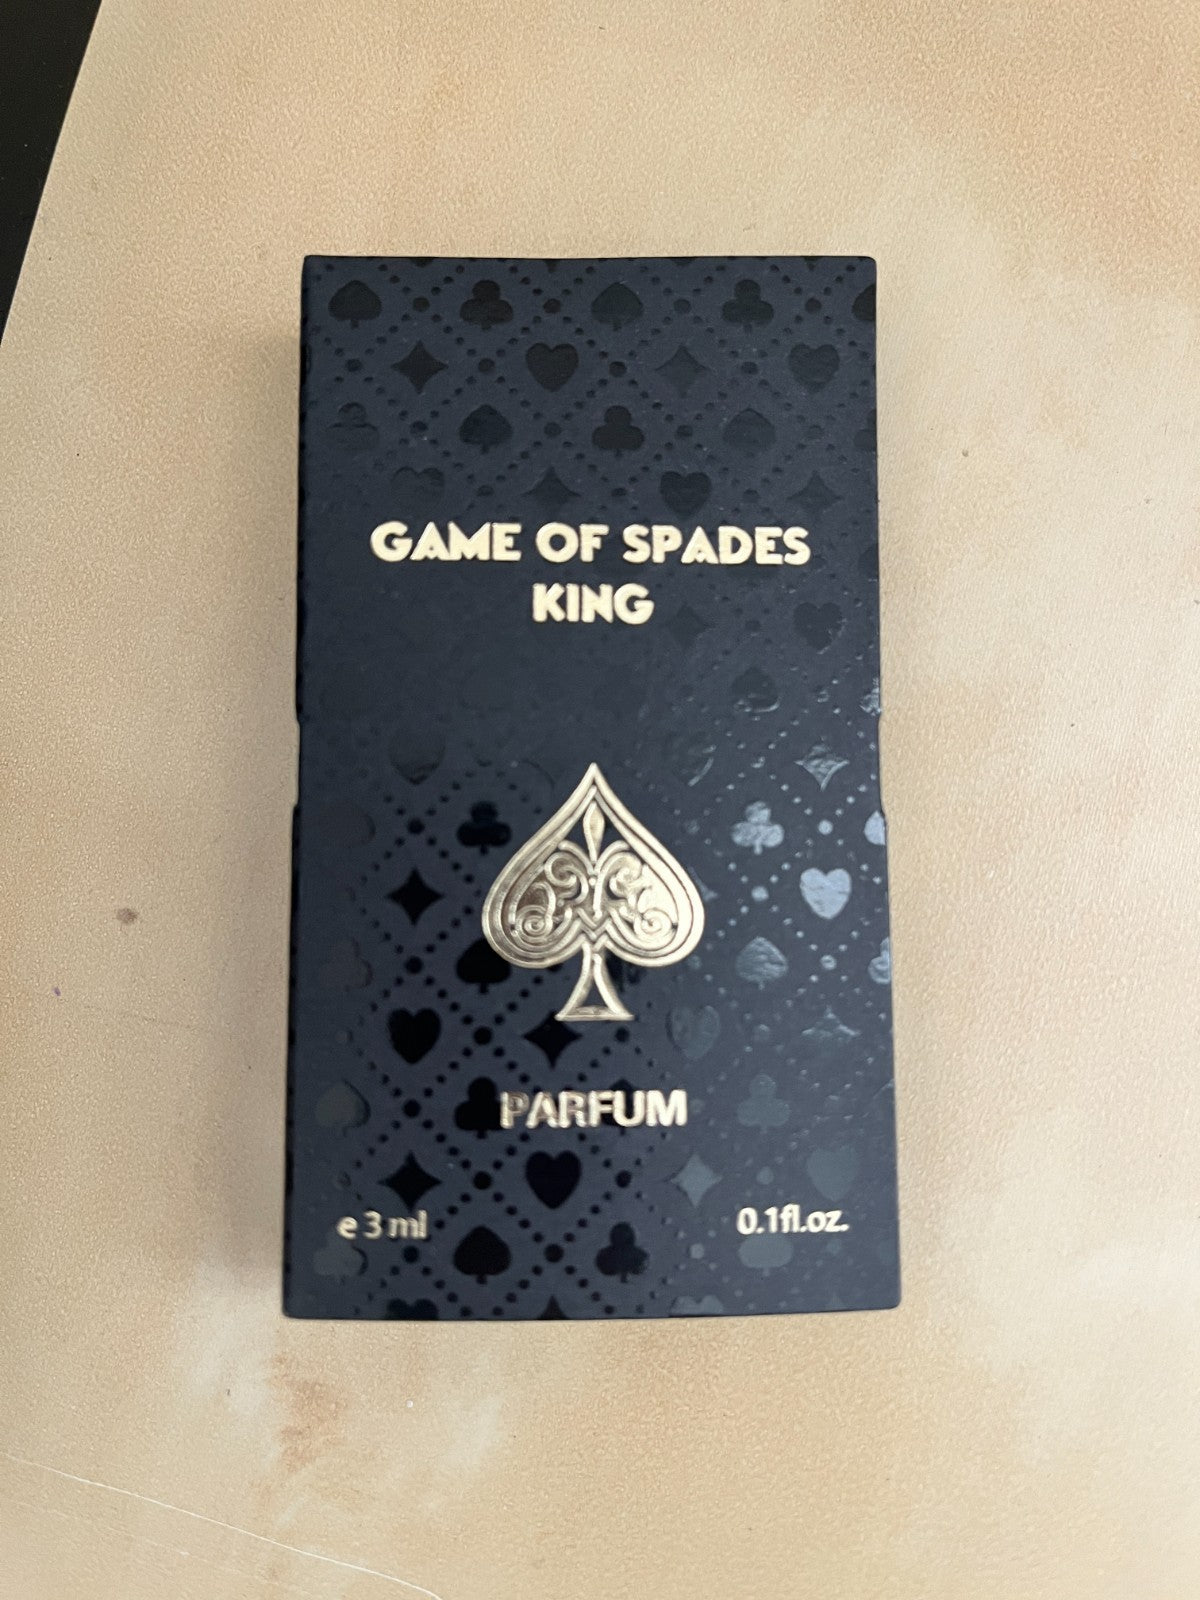 GAME OF SPADES
KING
PARFUM
e 3 ml
0.1fl.oz.